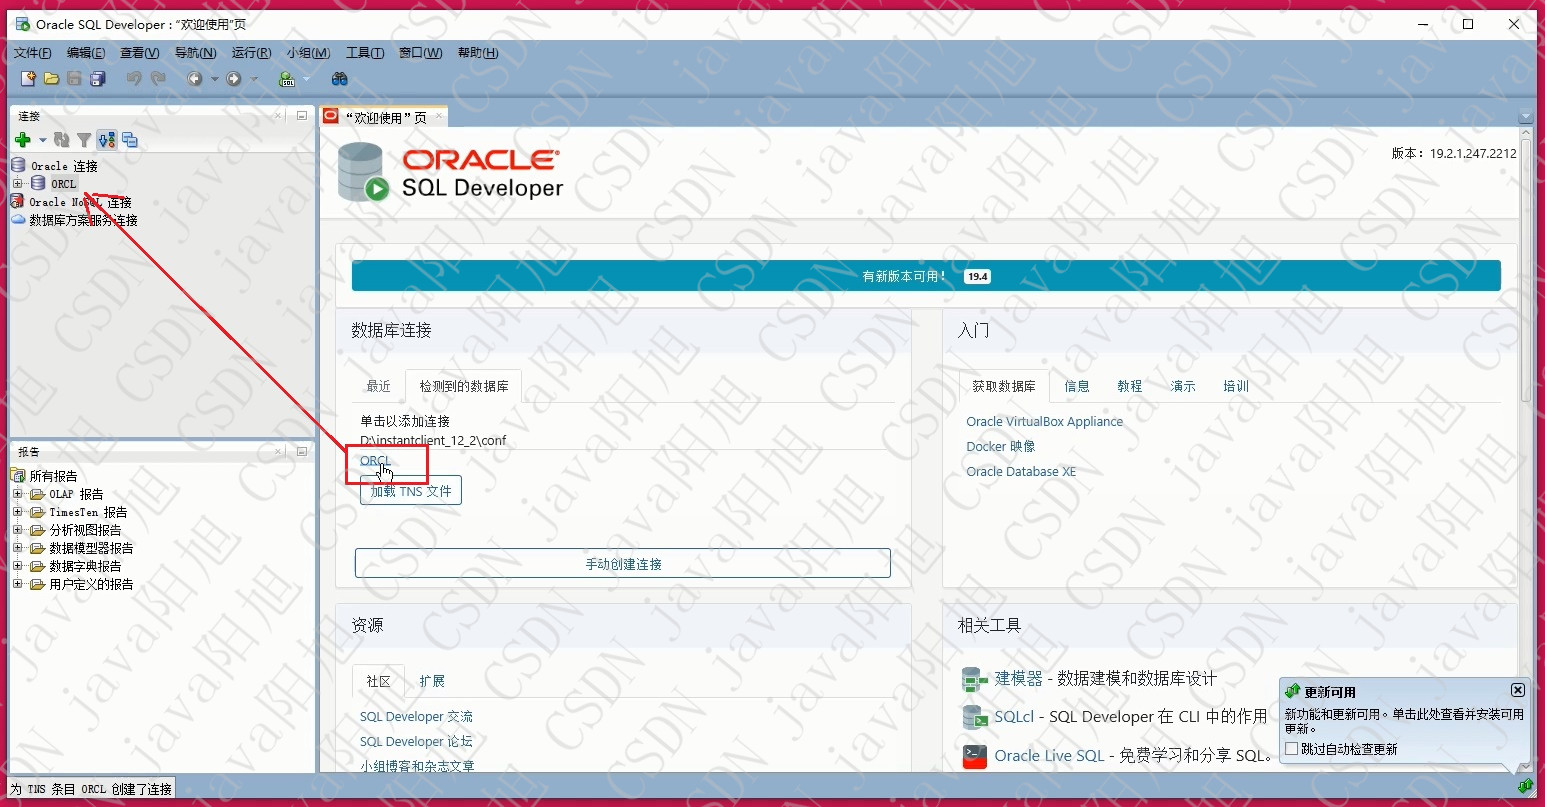 Oracle SQL Developer : “欢迎使用”页
文件(F) 编辑(E) 查看(V) 导航(N) 运行(R) 小组(M) 工具(T) 窗口(W) 帮助(H)
连接
Oracle 连接
ORCL
Oracle NoSQL 连接
数据库方案服务连接
报告
所有报告
OLAP 报告
TimesTen 报告
分析视图报告
数据模型器报告
数据字典报告
用户定义的报告
“欢迎使用”页
ORACLE
SQL Developer
版本：19.2.1.247.2212
有新版本可用！ 19.4
数据库连接
最近 检测到的数据库
单击以添加连接
D:\instantclient_12_2\conf
ORCL
加载 TNS 文件
手动创建连接
入门
获取数据库 信息 教程 演示 培训
Oracle VirtualBox Appliance
Docker 映像
Oracle Database XE
资源
社区 扩展
SQL Developer 交流
SQL Developer 论坛
小组博客和杂志文章
相关工具
建模器 - 数据建模和数据库设计
SQLcl - SQL Developer 在 CLI 中的作用
Oracle Live SQL - 免费学习和分享 SQL。
更新可用
新功能和更新可用。单击此处查看并安装可用
更新。
跳过自动检查更新
为 TNS 条目 ORCL 创建了连接
CSDN java阳旭